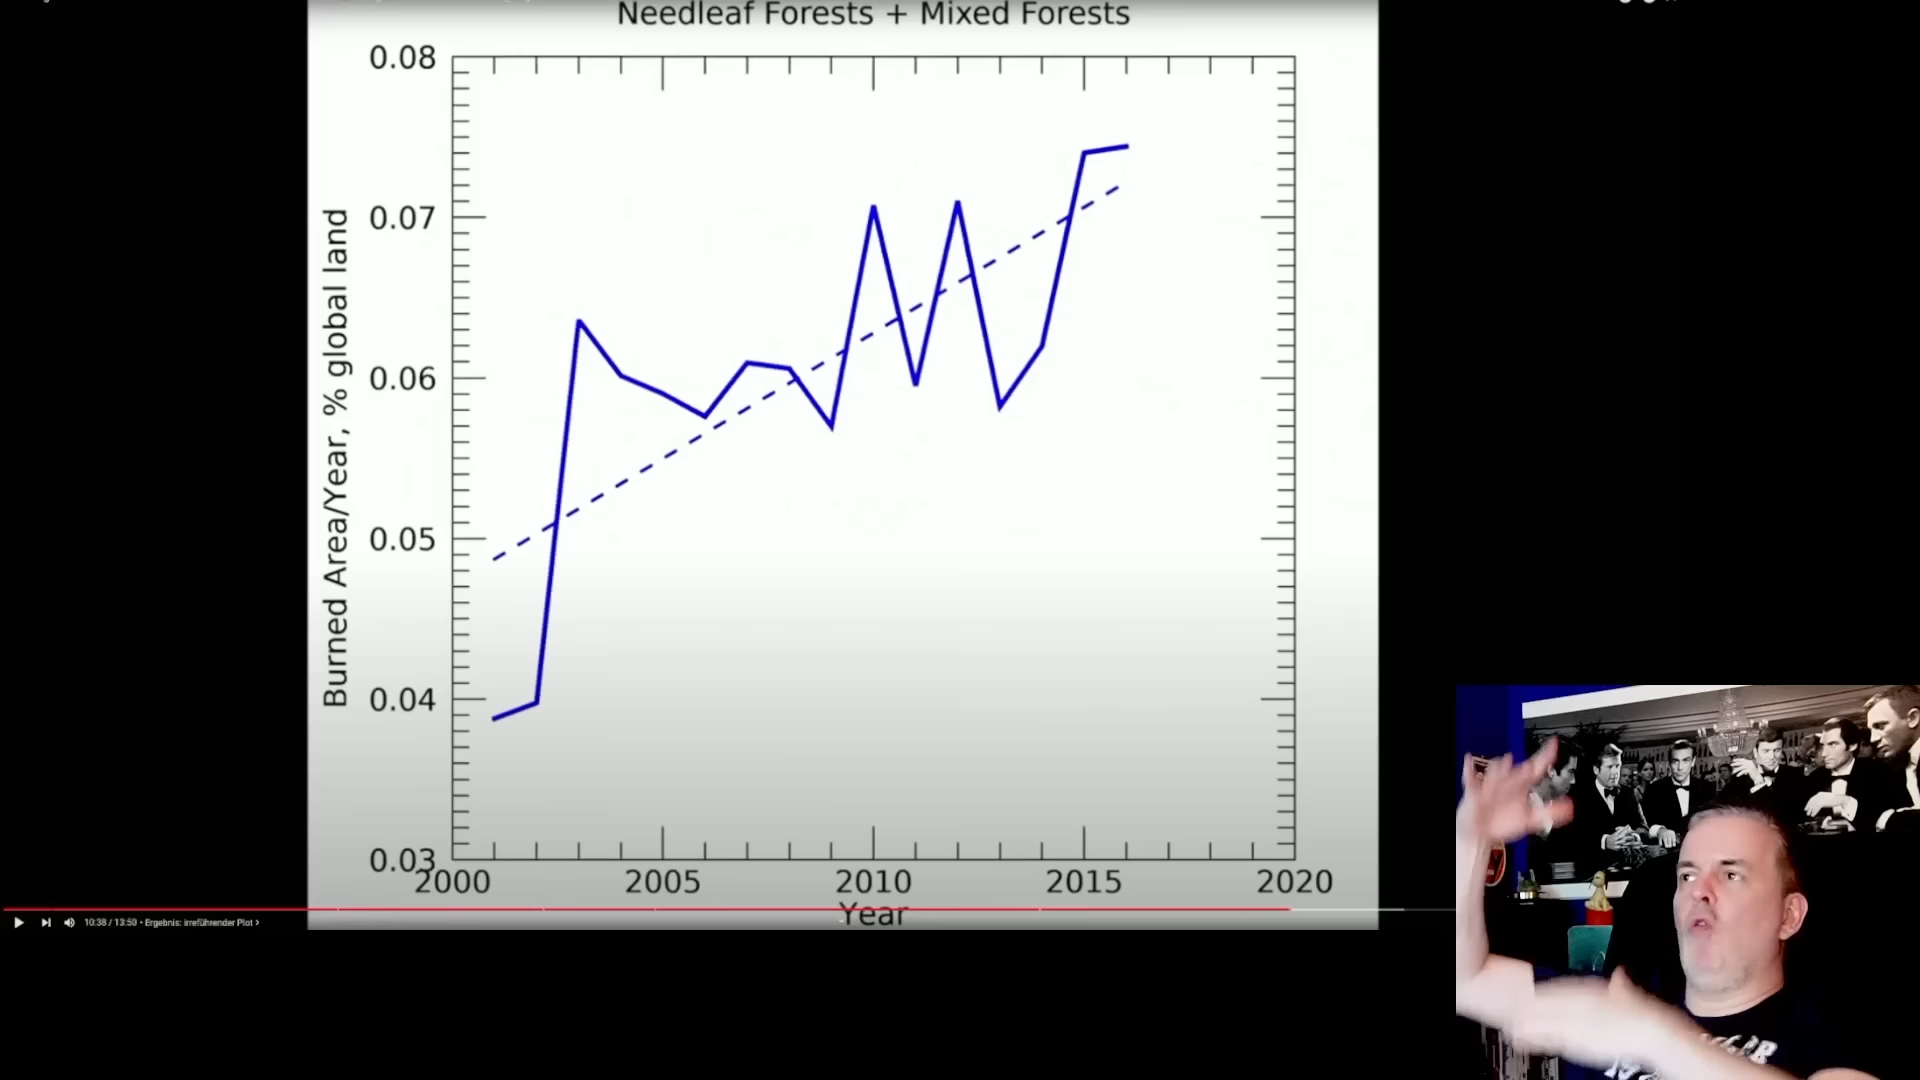 Needleaf Forests + Mixed Forests
0.08
0.07
0.06
0.05
0.04
0.03
Burned Area/Year, % global land
2000
2005
2010
2015
2020
Year
10:38 / 13:50 • Ergebnis: irreführender Plot >